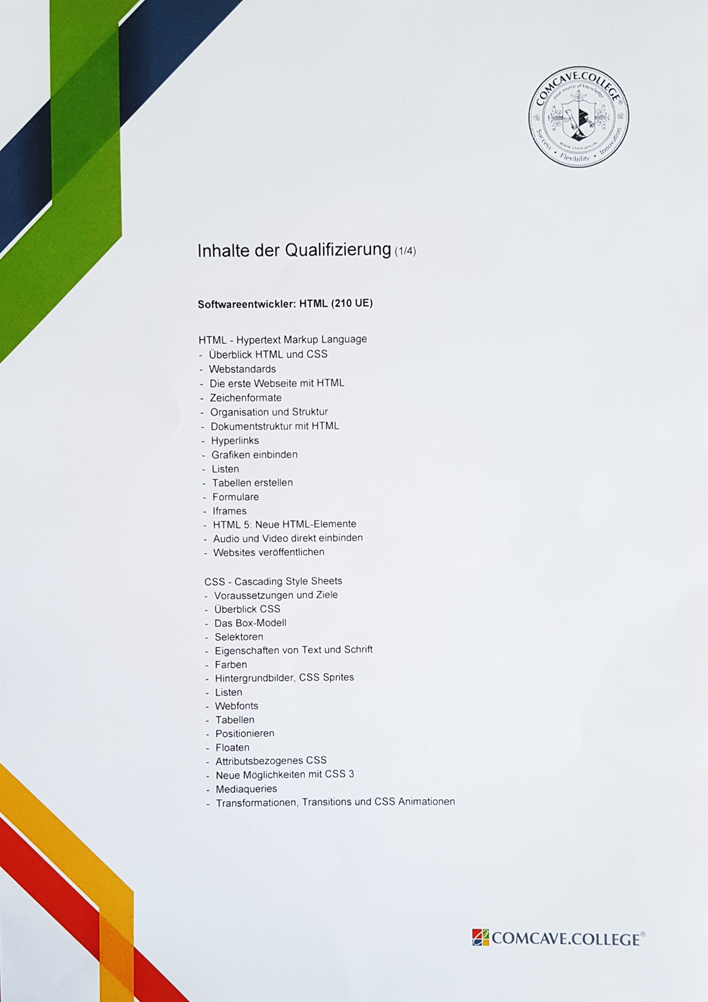 COMCAVE.COLLEGE®
your source of knowledge
www.comcave.de
Success • Flexibility • Innovation
Inhalte der Qualifizierung (1/4)
Softwareentwickler: HTML (210 UE)
HTML - Hypertext Markup Language
- Überblick HTML und CSS
- Webstandards
- Die erste Webseite mit HTML
- Zeichenformate
- Organisation und Struktur
- Dokumentstruktur mit HTML
- Hyperlinks
- Grafiken einbinden
- Listen
- Tabellen erstellen
- Formulare
- Iframes
- HTML 5: Neue HTML-Elemente
- Audio und Video direkt einbinden
- Websites veröffentlichen
CSS - Cascading Style Sheets
- Voraussetzungen und Ziele
- Überblick CSS
- Das Box-Modell
- Selektoren
- Eigenschaften von Text und Schrift
- Farben
- Hintergrundbilder, CSS Sprites
- Listen
- Webfonts
- Tabellen
- Positionieren
- Floaten
- Attributsbezogenes CSS
- Neue Möglichkeiten mit CSS 3
- Mediaqueries
- Transformationen, Transitions und CSS Animationen
COMCAVE.COLLEGE®